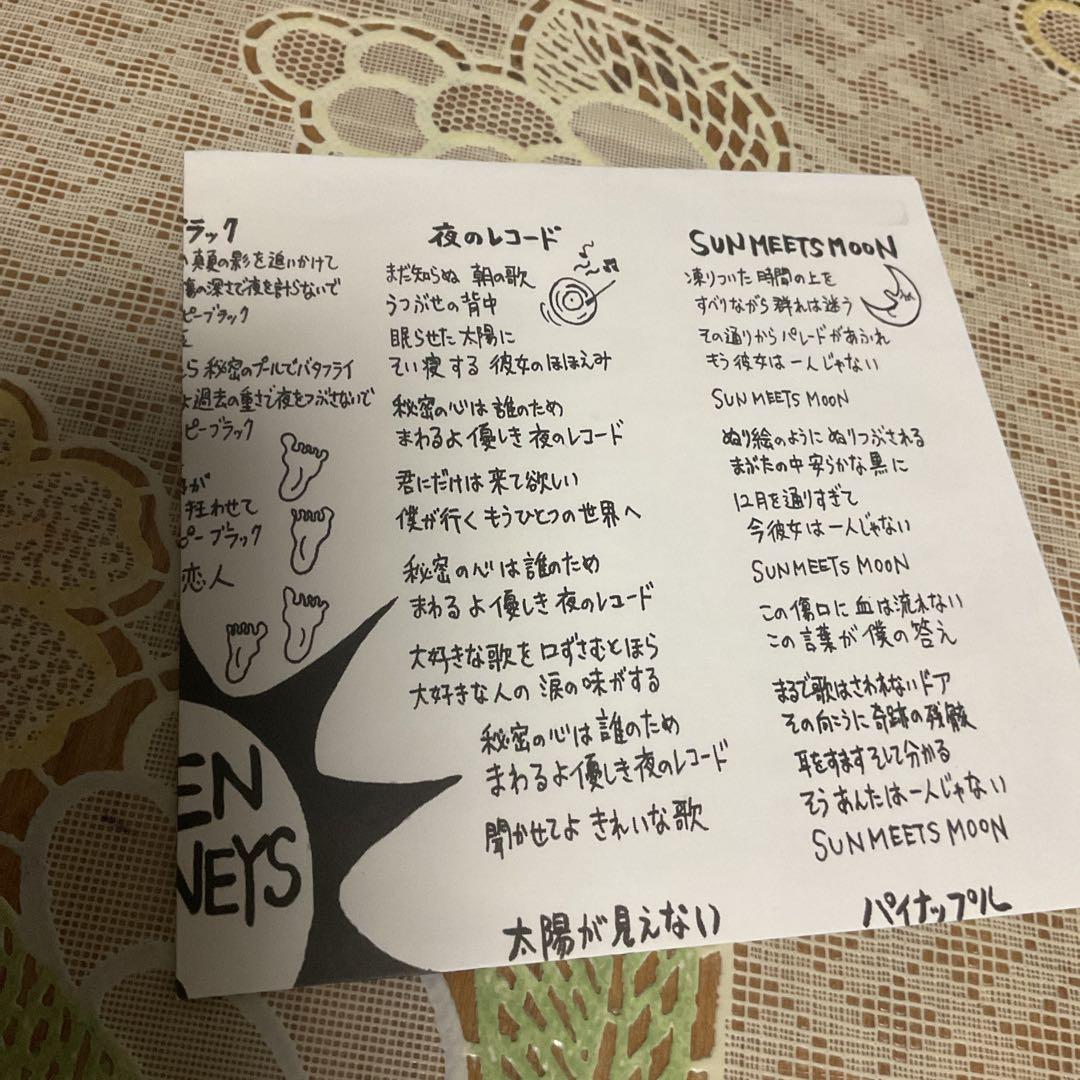 ラック
真顔の影を追いかけて
傷の深さで夜を計らないで
ピーブラック
ら秘密のプールでバタフライ
過去の重さで夜をつぶさないで
ピーブラック
が
狂わせて
ピーブラック
恋人
EN
NEYS
夜のレコード
まだ知らぬ 朝の歌
うつぶせの背中
眠らせた太陽に
てい寝する 彼女のほほえみ
秘密の心は誰のため
まわるよ優しき夜のレコード
君にだけは来て欲しい
僕が行くもうひとつの世界へ
秘密の心は誰のため
まわるよ優しき夜のレコード
大好きな歌を口ずさむとほら
大好きな人の涙の味がする
秘密の心は誰のため
まわるよ優しき夜のレコード
聞かせてよ きれいな歌
太陽が見えない
SUN MEETS MOON
凍りついた時間の上を
すべりながら群れは迷う
その通りからパレードがあふれ
もう彼女は一人じゃない
SUN MEETS MOON
ぬり絵のようにぬりつぶされる
まぶたの中安らかな黒に
12月を通りすぎて
今彼女は一人じゃない
SUN MEETS MOON
この傷口に血は流れない
この言葉が僕の答え
まるで歌はさわれないドア
その向こうに奇跡の残骸
耳をすますそして分かる
そうあんたは一人じゃない
SUN MEETS MOON
パイナップル